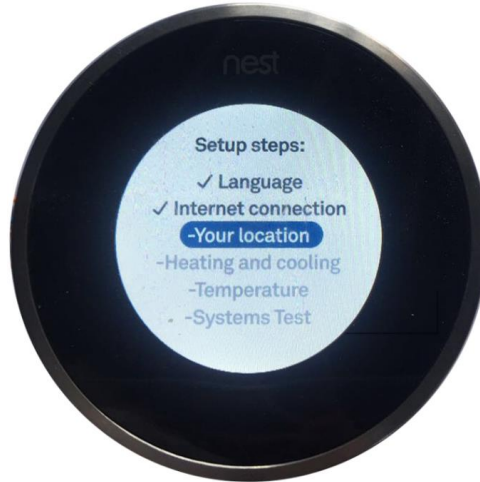 nest
Setup steps:
✓ Language
✓ Internet connection
-Your location
-Heating and cooling
-Temperature
-Systems Test